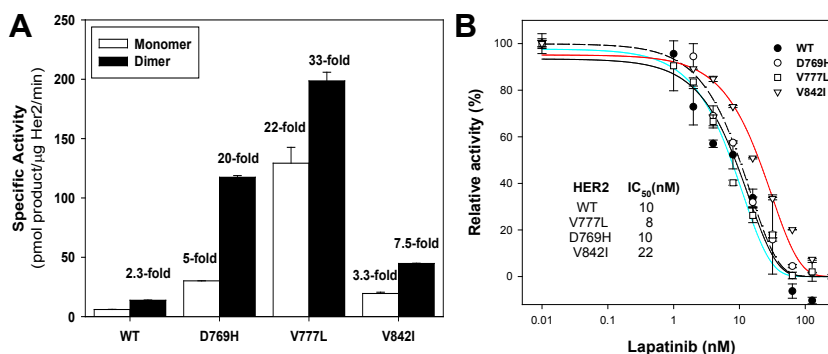 A
Specific Activity
(pmol product/µg Her2/min)
250
200
150
100
50
0
Monomer
Dimer
2.3-fold
5-fold
20-fold
22-fold
33-fold
3.3-fold
7.5-fold
WT
D769H
V777L
V842I
B
Relative activity (%)
100
80
60
40
20
0
WT
D769H
V777L
V842I
HER2 IC50(nM)
WT 10
V777L 8
D769H 10
V842I 22
0.01
0.1
1
10
100
Lapatinib (nM)